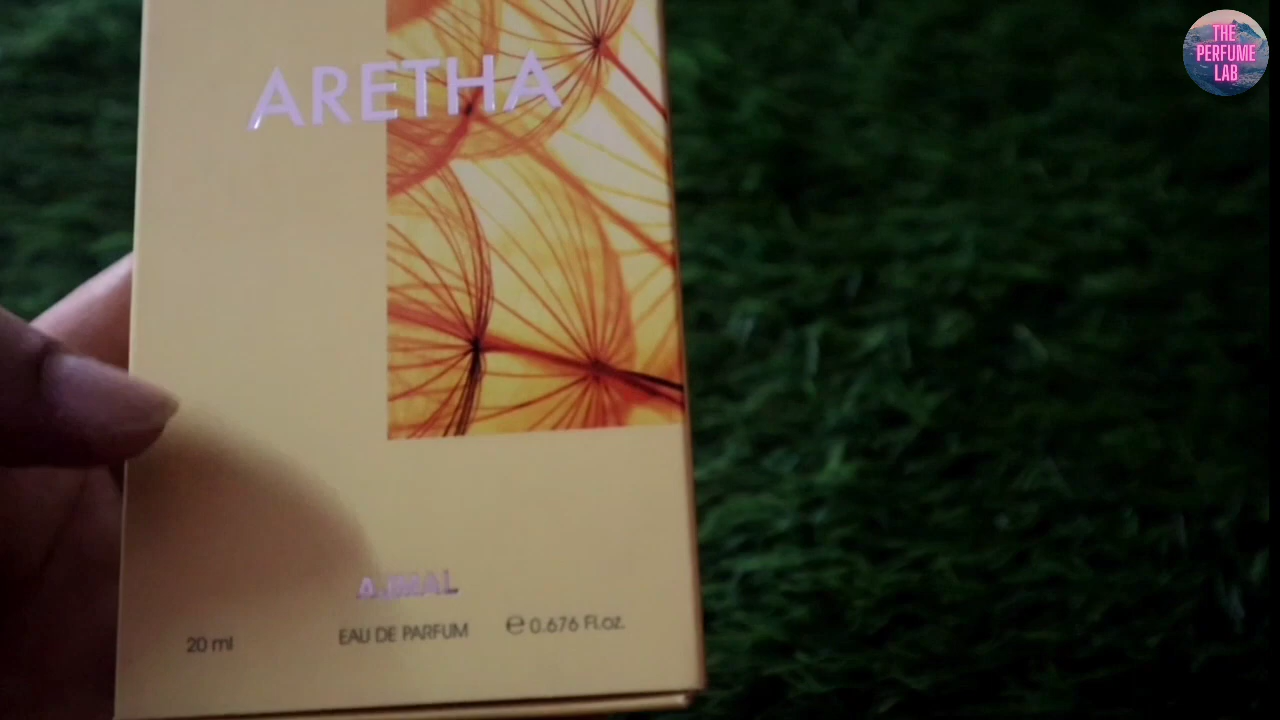 THE
PERFUME
LAB
ARETHA
AJMAL
20 ml EAU DE PARFUM e 0.676 Fl.oz.